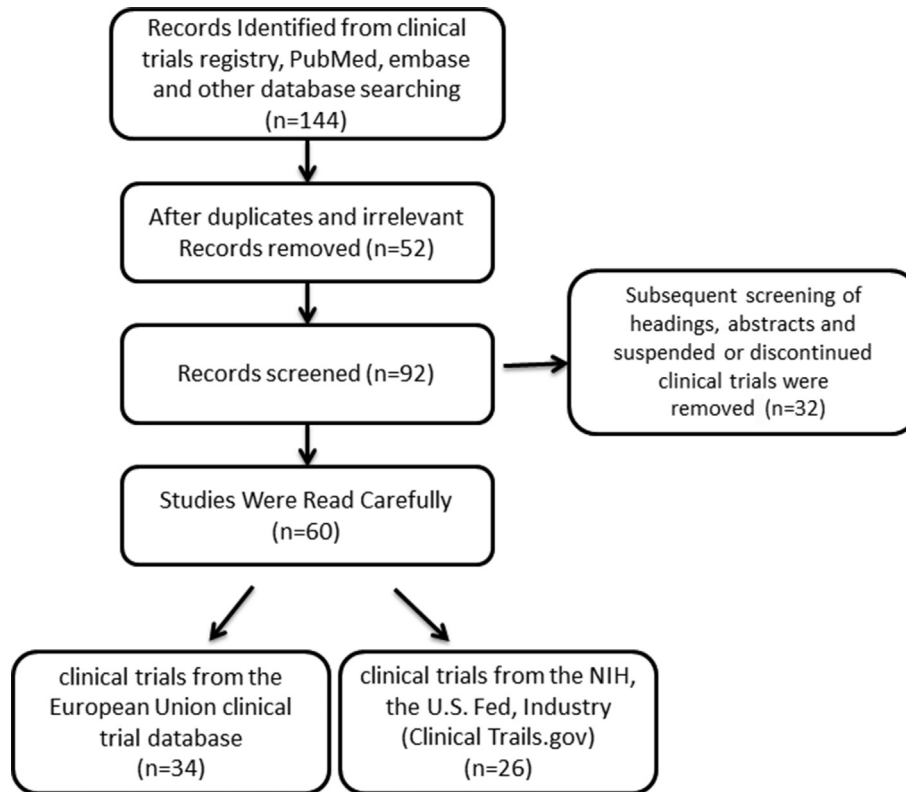 Records Identified from clinical
trials registry, PubMed, embase
and other database searching
(n=144)
After duplicates and irrelevant
Records removed (n=52)
Records screened (n=92)
Subsequent screening of
headings, abstracts and
suspended or discontinued
clinical trials were
removed (n=32)
Studies Were Read Carefully
(n=60)
clinical trials from the
European Union clinical
trial database
(n=34)
clinical trials from the NIH,
the U.S. Fed, Industry
(Clinical Trails.gov)
(n=26)